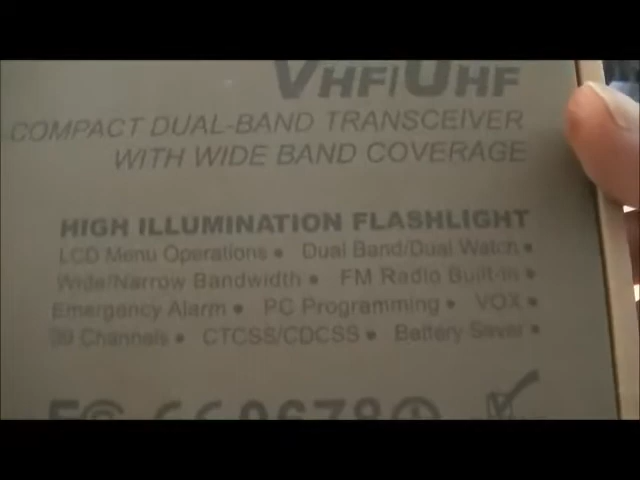 VHF/UHF
COMPACT DUAL-BAND TRANSCEIVER
WITH WIDE BAND COVERAGE
HIGH ILLUMINATION FLASHLIGHT
LCD Menu Operations • Dual Band/Dual Watch •
Wide/Narrow Bandwidth • FM Radio Built-in •
Emergency Alarm • PC Programming • VOX •
99 Channels • CTCSS/CDCSS • Battery Saver •